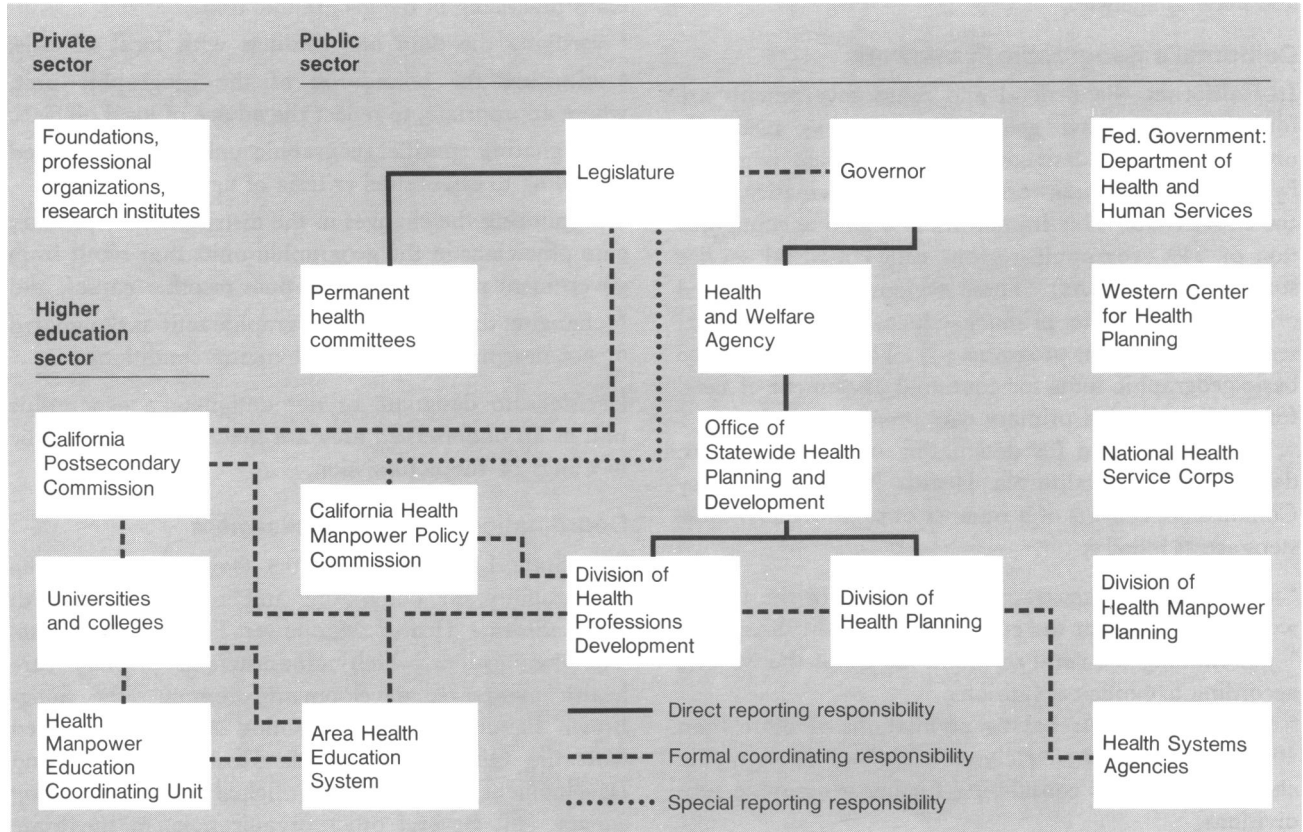 Private
sector
Public
sector
Foundations,
professional
organizations,
research institutes
Legislature
Governor
Fed. Government:
Department of
Health and
Human Services
Higher
education
sector
Permanent
health
committees
Health
and Welfare
Agency
Western Center
for Health
Planning
California
Postsecondary
Commission
Office of
Statewide Health
Planning and
Development
National Health
Service Corps
California Health
Manpower Policy
Commission
Universities
and colleges
Division of
Health
Professions
Development
Division of
Health Planning
Division of
Health Manpower
Planning
Health
Manpower
Education
Coordinating Unit
Area Health
Education
System
Health Systems
Agencies
Direct reporting responsibility
Formal coordinating responsibility
Special reporting responsibility